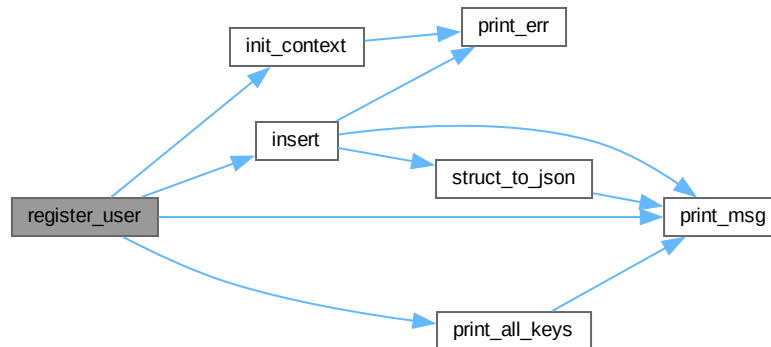 print_err
init_context
insert
struct_to_json
register_user
print_msg
print_all_keys